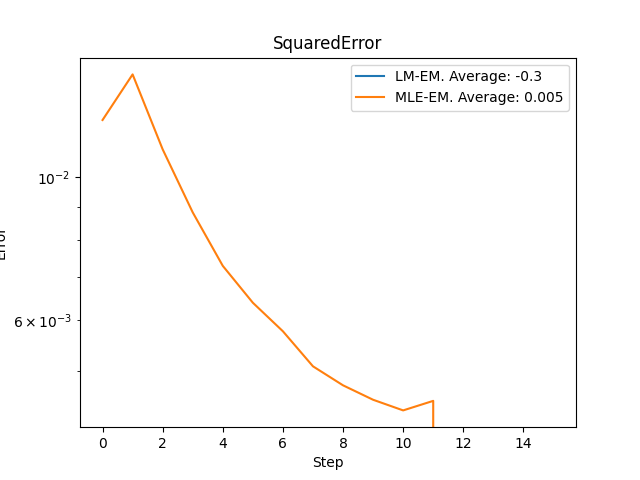 SquaredError
LM-EM. Average: -0.3
MLE-EM. Average: 0.005
10⁻²
6 × 10⁻³
Error
0 2 4 6 8 10 12 14
Step